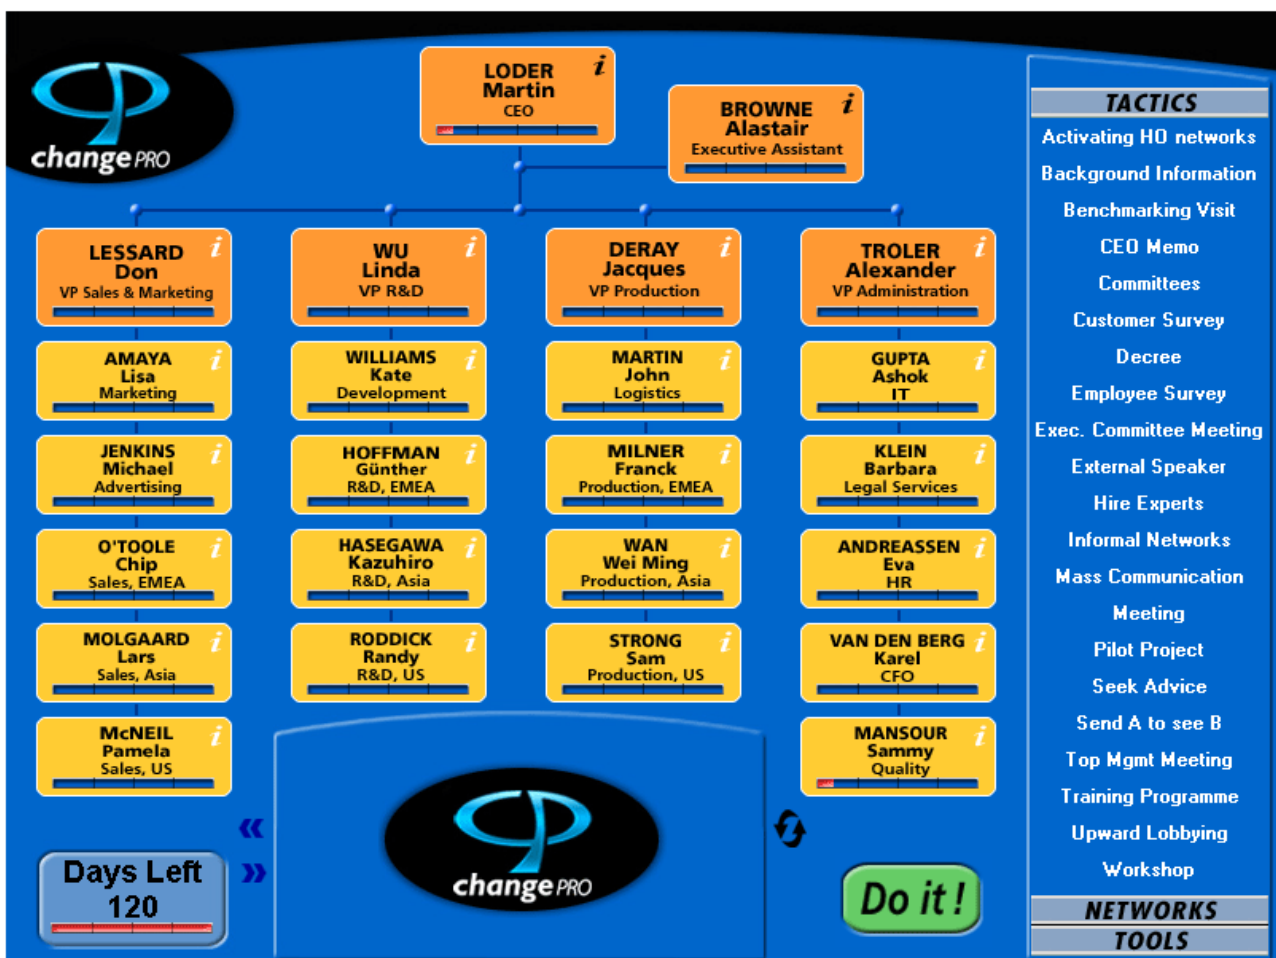 changePRO
LODER
Martin
CEO
i
BROWNE
Alastair
Executive Assistant
i
LESSARD
Don
VP Sales & Marketing
i
WU
Linda
VP R&D
i
DERAY
Jacques
VP Production
i
TROLER
Alexander
VP Administration
i
AMAYA
Lisa
Marketing
i
WILLIAMS
Kate
Development
i
MARTIN
John
Logistics
i
GUPTA
Ashok
IT
i
JENKINS
Michael
Advertising
i
HOFFMAN
Günther
R&D, EMEA
i
MILNER
Franck
Production, EMEA
i
KLEIN
Barbara
Legal Services
i
O'TOOLE
Chip
Sales, EMEA
i
HASEGAWA
Kazuhiro
R&D, Asia
i
WAN
Wei Ming
Production, Asia
i
ANDREASSEN
Eva
HR
i
MOLGAARD
Lars
Sales, Asia
i
RODDICK
Randy
R&D, US
i
STRONG
Sam
Production, US
i
VAN DEN BERG
Karel
CFO
i
McNEIL
Pamela
Sales, US
i
MANSOUR
Sammy
Quality
i
«
»
Days Left
120
changePRO
Do it!
TACTICS
Activating HO networks
Background Information
Benchmarking Visit
CEO Memo
Committees
Customer Survey
Decree
Employee Survey
Exec. Committee Meeting
External Speaker
Hire Experts
Informal Networks
Mass Communication
Meeting
Pilot Project
Seek Advice
Send A to see B
Top Mgmt Meeting
Training Programme
Upward Lobbying
Workshop
NETWORKS
TOOLS